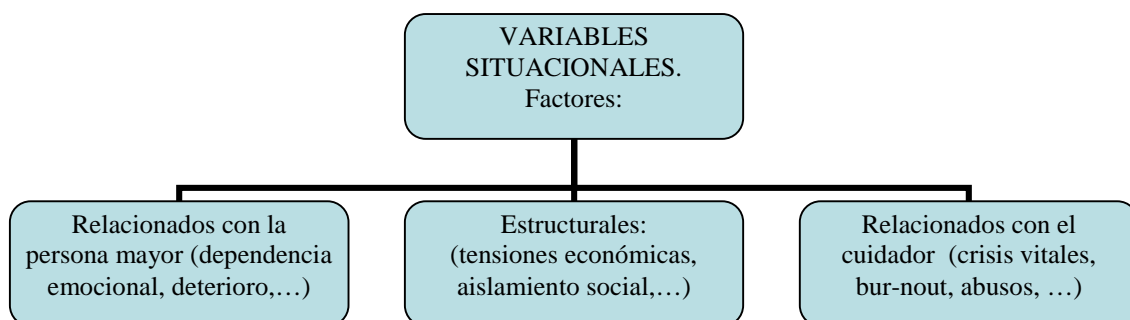 VARIABLES
SITUACIONALES.
Factores:
Relacionados con la
persona mayor (dependencia
emocional, deterioro,…)
Estructurales:
(tensiones económicas,
aislamiento social,…)
Relacionados con el
cuidador  (crisis vitales,
bur-nout, abusos, …)